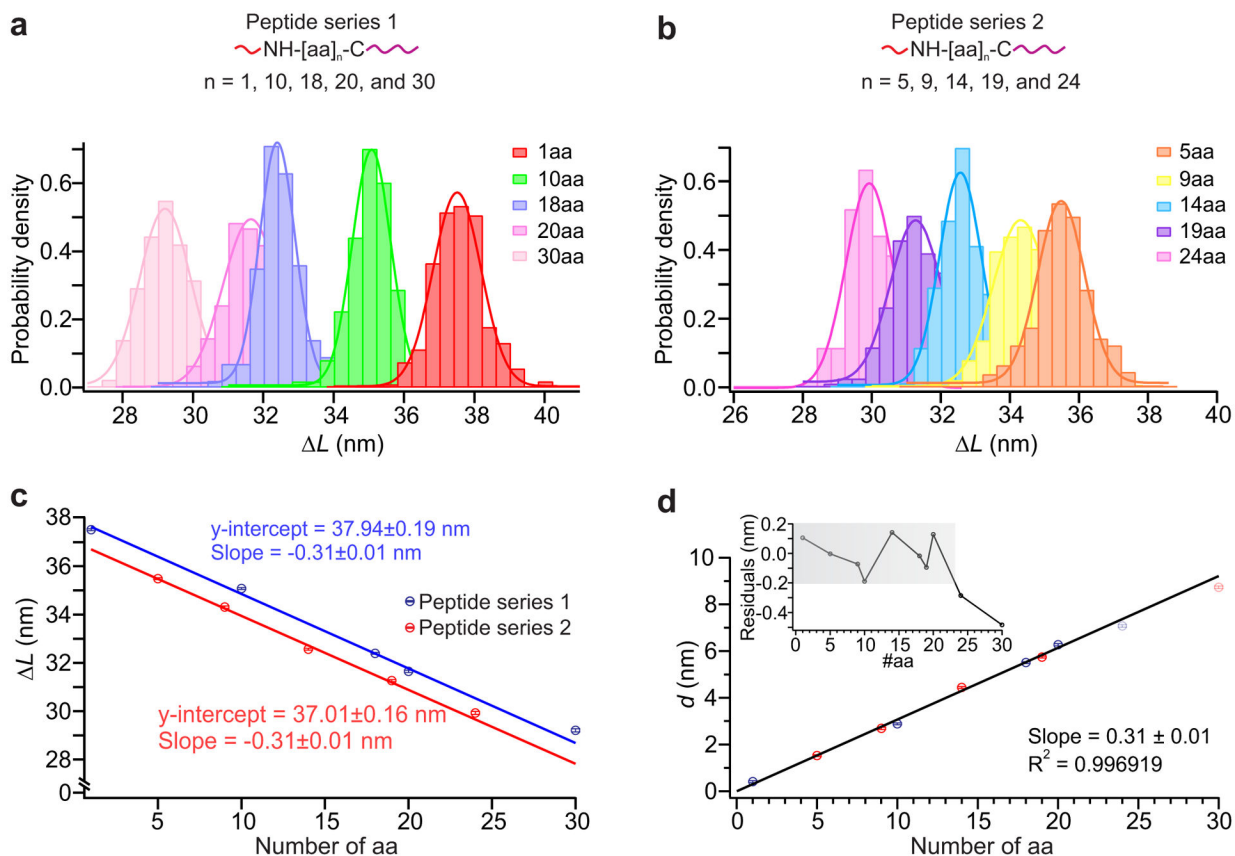 a
Peptide series 1
NH-[aa]n-C
n = 1, 10, 18, 20, and 30
Probability density
0.6
0.4
0.2
0.0
1aa
10aa
18aa
20aa
30aa
28 30 32 34 36 38 40
ΔL (nm)
b
Peptide series 2
NH-[aa]n-C
n = 5, 9, 14, 19, and 24
Probability density
0.6
0.4
0.2
0.0
5aa
9aa
14aa
19aa
24aa
26 28 30 32 34 36 38 40
ΔL (nm)
c
ΔL (nm)
38
36
34
32
30
28
0
y-intercept = 37.94±0.19 nm
Slope = -0.31±0.01 nm
Peptide series 1
Peptide series 2
y-intercept = 37.01±0.16 nm
Slope = -0.31±0.01 nm
5 10 15 20 25 30
Number of aa
d
d (nm)
10
8
6
4
2
0
Residuals (nm)
0.2
0.0
-0.2
-0.4
0 5 10 15 20 25 30
#aa
Slope = 0.31 ± 0.01
R² = 0.996919
0 5 10 15 20 25 30
Number of aa